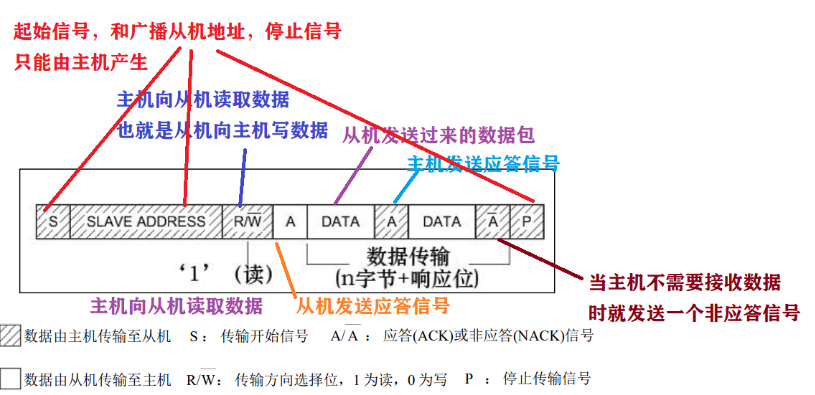 起始信号，和广播从机地址，停止信号
只能由主机产生
主机向从机读取数据
也就是从机向主机写数据
从机发送过来的数据包
主机发送应答信号
S SLAVE ADDRESS R/W̅ A DATA A DATA A̅ P
‘1’ (读)
数据传输
(n字节+响应位)
主机向从机读取数据
从机发送应答信号
当主机不需要接收数据
时就发送一个非应答信号
数据由主机传输至从机 S： 传输开始信号 A/A̅ ： 应答(ACK)或非应答(NACK)信号
数据由从机传输至主机 R/W̅： 传输方向选择位，1 为读，0 为写 P ： 停止传输信号